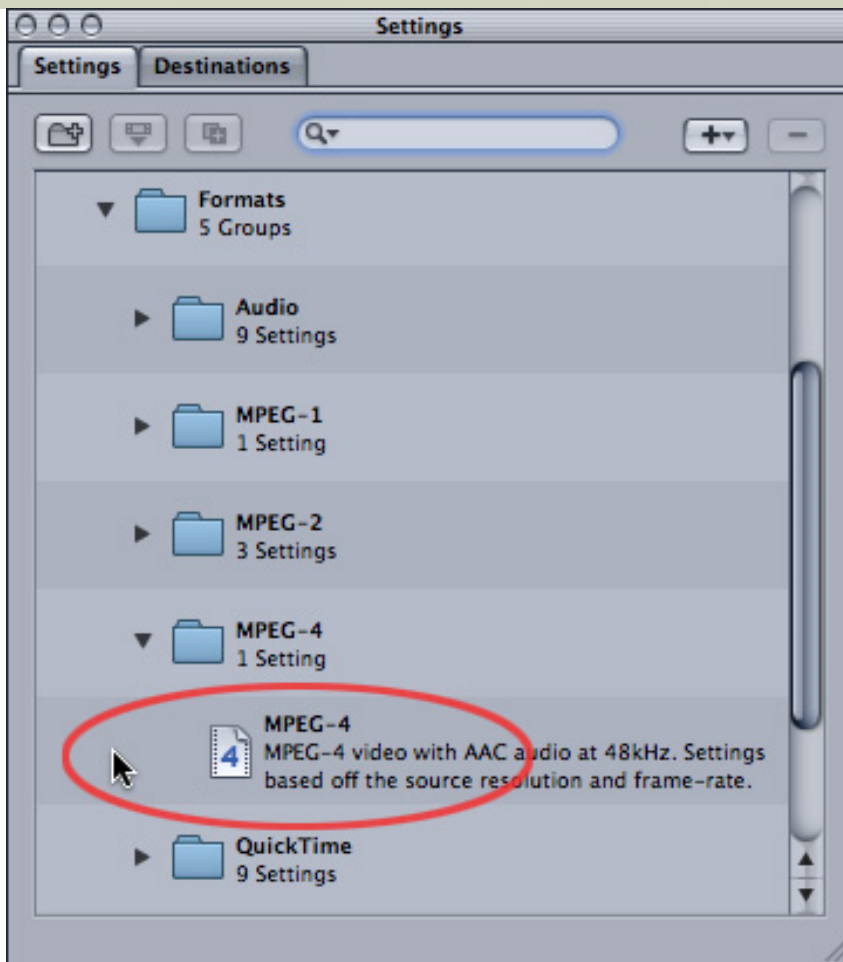 Settings
Settings Destinations
Formats
5 Groups
Audio
9 Settings
MPEG-1
1 Setting
MPEG-2
3 Settings
MPEG-4
1 Setting
4
MPEG-4
MPEG-4 video with AAC audio at 48kHz. Settings
based off the source resolution and frame-rate.
QuickTime
9 Settings